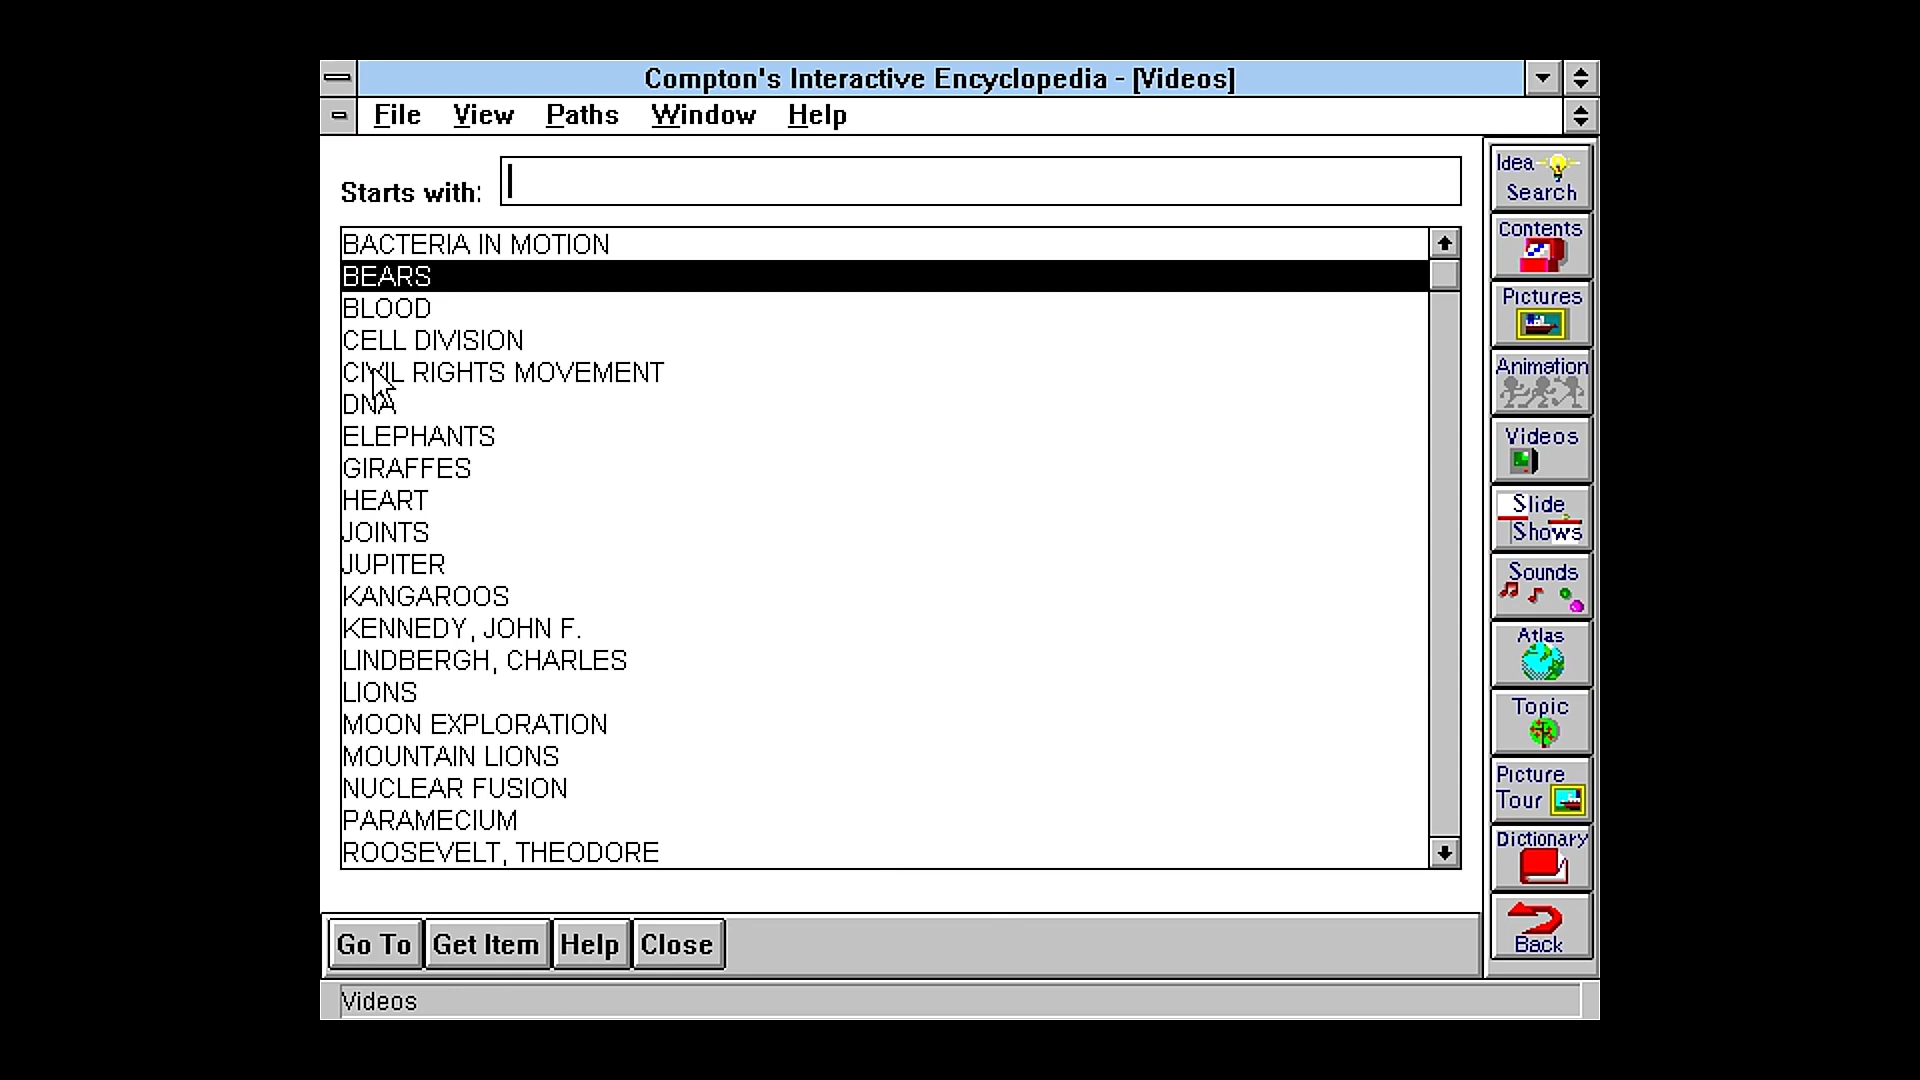 Compton's Interactive Encyclopedia - [Videos]
File View Paths Window Help
Starts with:
BACTERIA IN MOTION
BEARS
BLOOD
CELL DIVISION
CIVIL RIGHTS MOVEMENT
DNA
ELEPHANTS
GIRAFFES
HEART
JOINTS
JUPITER
KANGAROOS
KENNEDY, JOHN F.
LINDBERGH, CHARLES
LIONS
MOON EXPLORATION
MOUNTAIN LIONS
NUCLEAR FUSION
PARAMECIUM
ROOSEVELT, THEODORE
Idea
Search
Contents
Pictures
Animation
Videos
Slide
Shows
Sounds
Atlas
Topic
Picture
Tour
Dictionary
Back
Go To Get Item Help Close
Videos